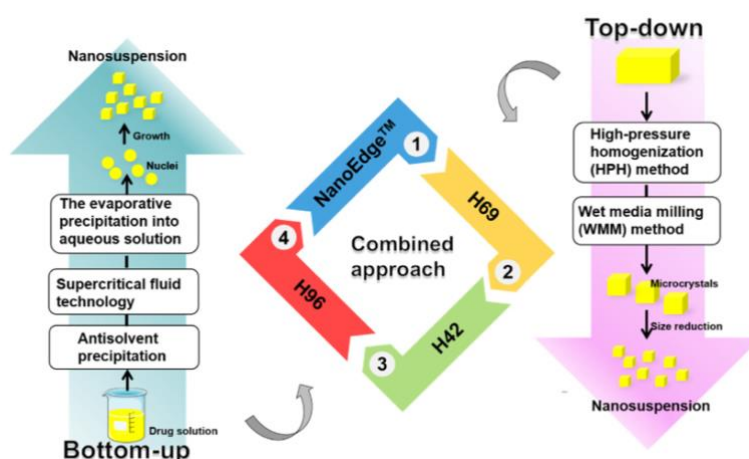 Nanosuspension
Growth
Nuclei
The evaporative
precipitation into
aqueous solution
Supercritical fluid
technology
Antisolvent
precipitation
Drug solution
Bottom-up
NanoEdge™
1
H69
2
H42
3
H96
4
Combined
approach
Top-down
High-pressure
homogenization
(HPH) method
Wet media milling
(WMM) method
Microcrystals
Size reduction
Nanosuspension